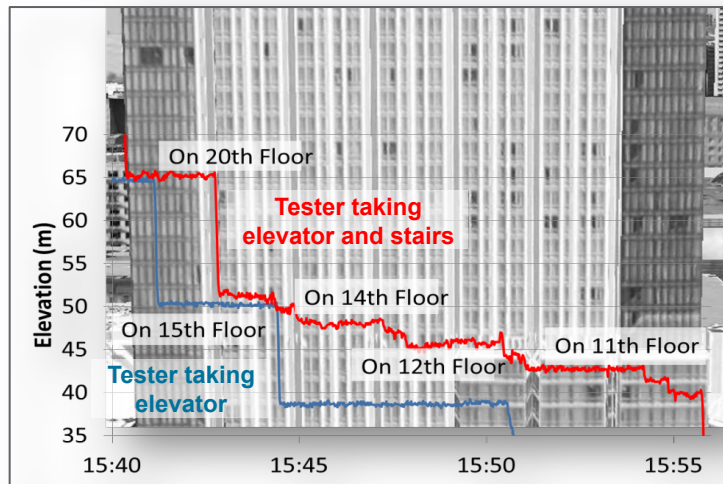 70
65
60
55
50
45
40
35
Elevation (m)
On 20th Floor
Tester taking
elevator and stairs
On 14th Floor
On 15th Floor
On 12th Floor
On 11th Floor
Tester taking
elevator
15:40
15:45
15:50
15:55